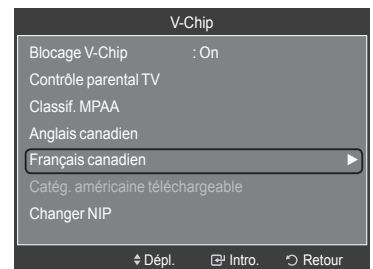 V-Chip
Blocage V-Chip : On
Contrôle parental TV
Classif. MPAA
Anglais canadien
Français canadien
Catég. américaine téléchargeable
Changer NIP
Dépl. Intro. Retour